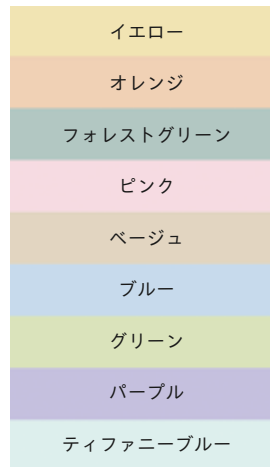 イエロー
オレンジ
フォレストグリーン
ピンク
ベージュ
ブルー
グリーン
パープル
ティファニーブルー